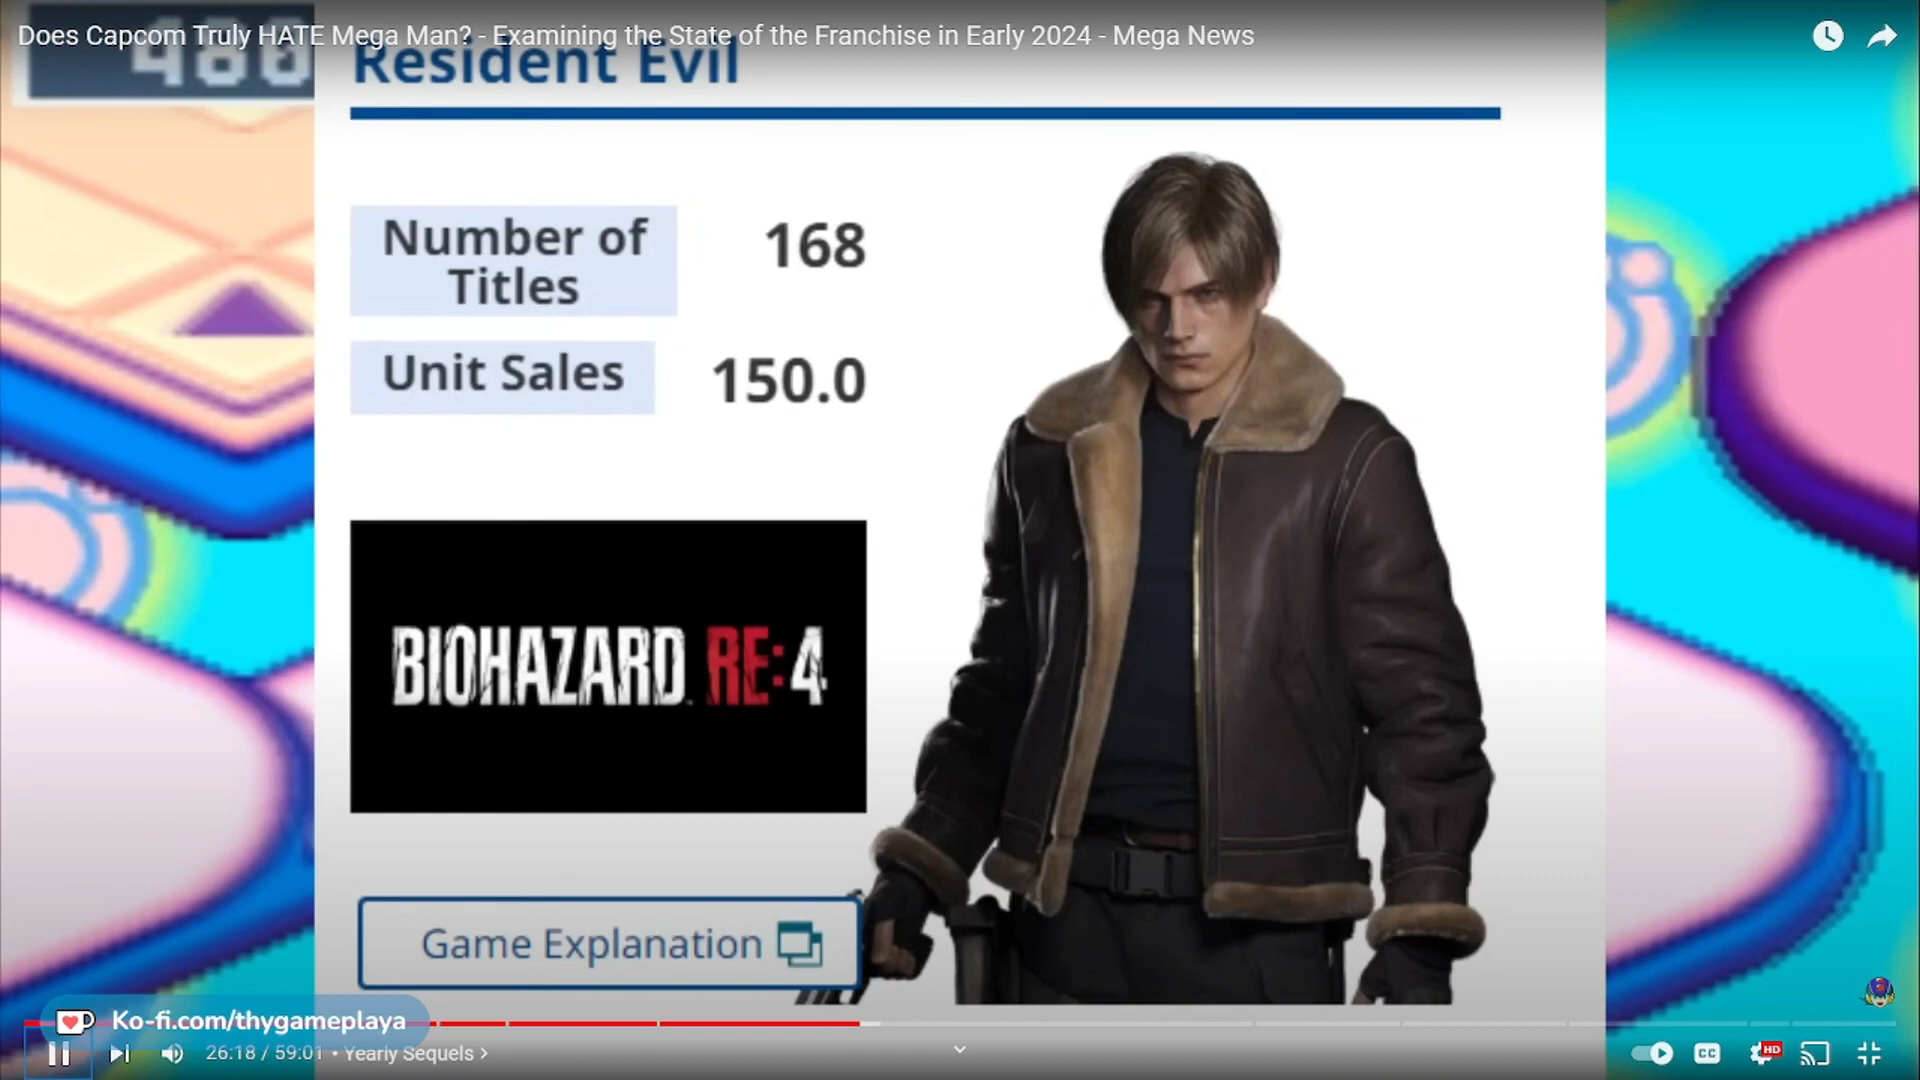 Does Capcom Truly HATE Mega Man? - Examining the State of the Franchise in Early 2024 - Mega News
Resident Evil
Number of
Titles
168
Unit Sales
150.0
BIOHAZARD RE:4
Game Explanation
Ko-fi.com/thygameplaya
26:18 / 59:01 • Yearly Sequels >
CC
HD